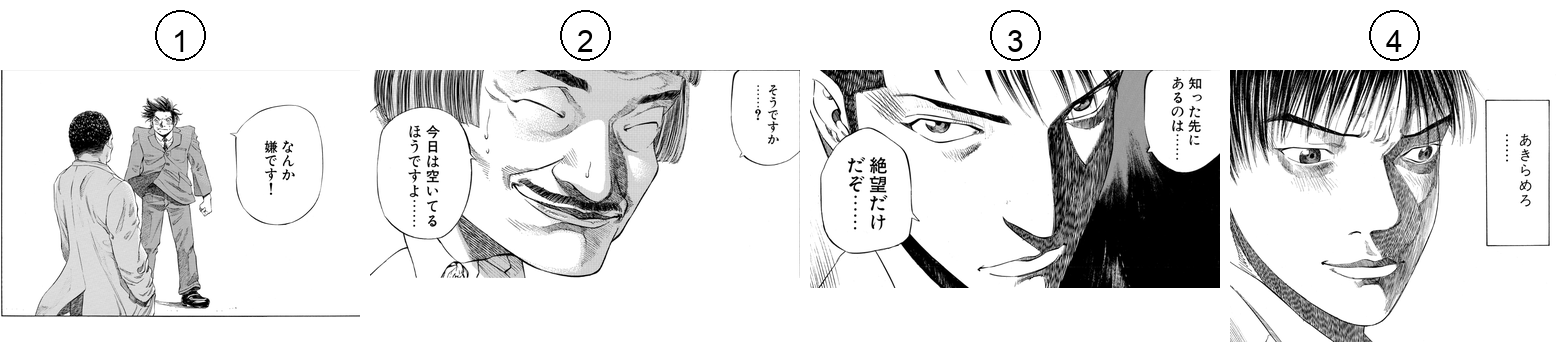 1
なんか
嫌です!
2
そうですか
……?
今日は空いてる
ほうですよ……
3
知った先に
あるのは……
絶望だけ
だぞ……
4
あきらめろ
……